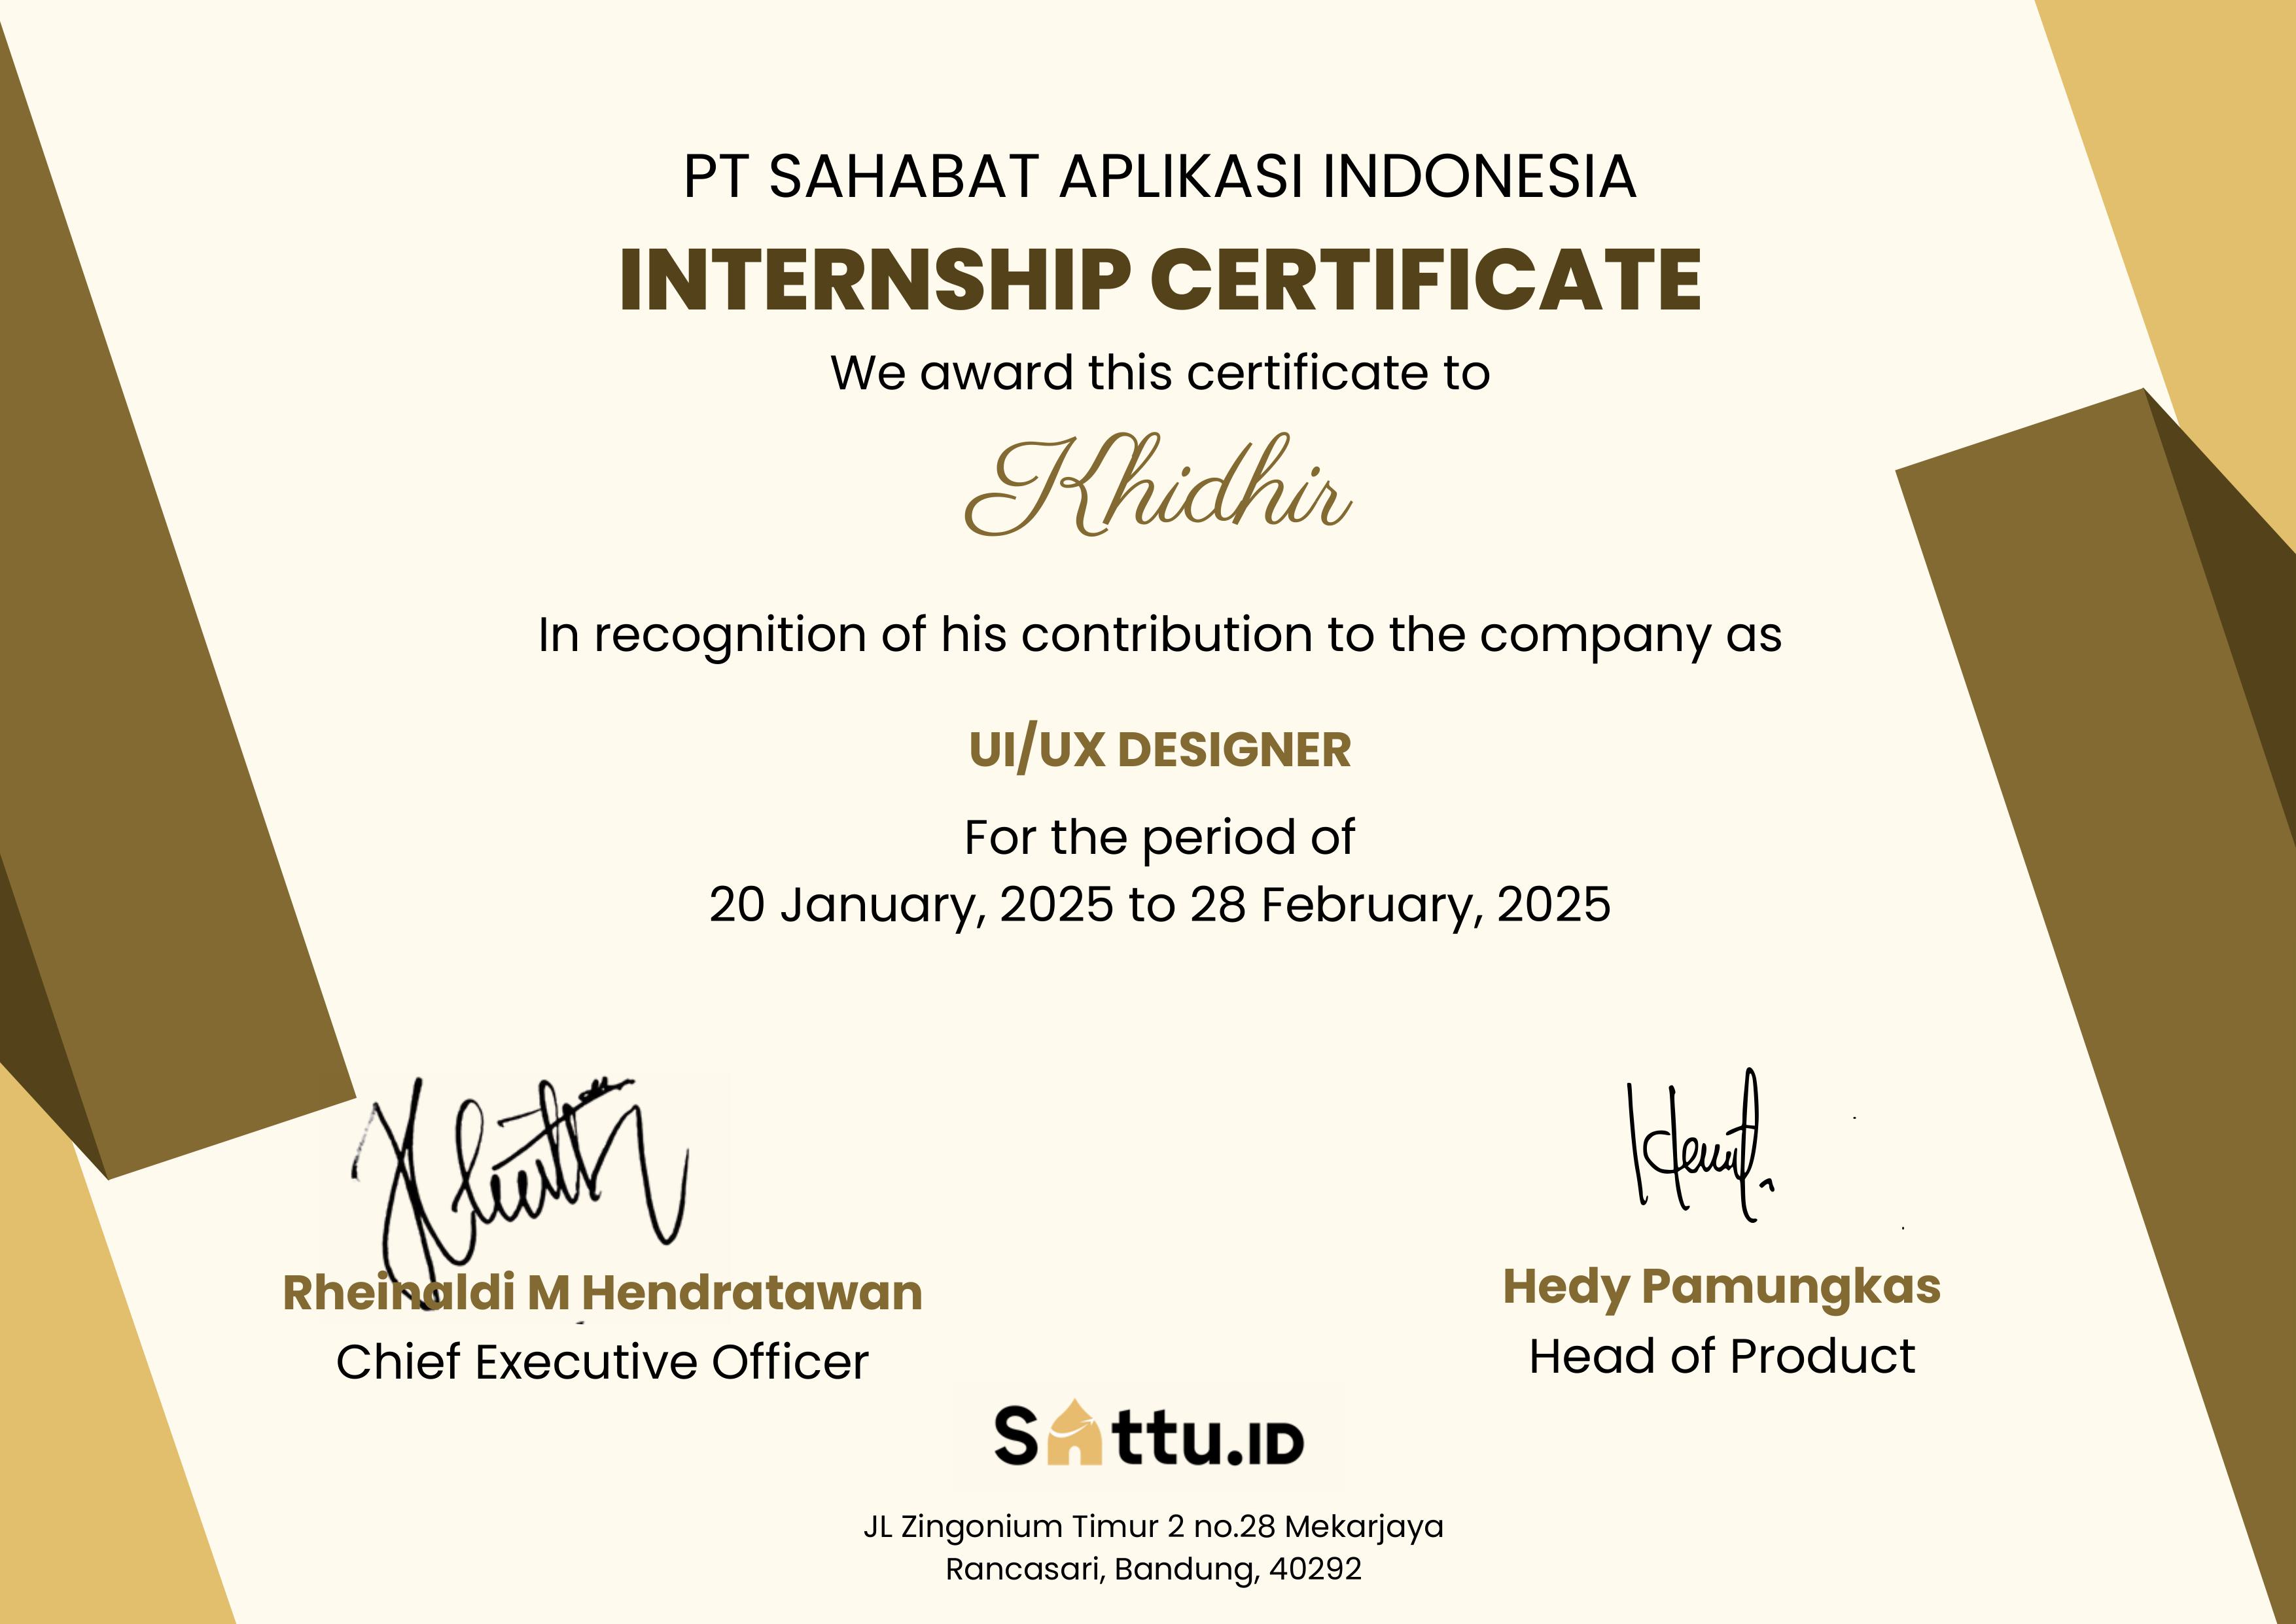 PT SAHABAT APLIKASI INDONESIA
INTERNSHIP CERTIFICATE
We award this certificate to
Khidhir
In recognition of his contribution to the company as
UI/UX DESIGNER
For the period of
20 January, 2025 to 28 February, 2025
Rheinaldi M Hendratawan
Chief Executive Officer
Hedy Pamungkas
Head of Product
Sattu.ID
JL Zingonium Timur 2 no.28 Mekarjaya
Rancasari, Bandung, 40292